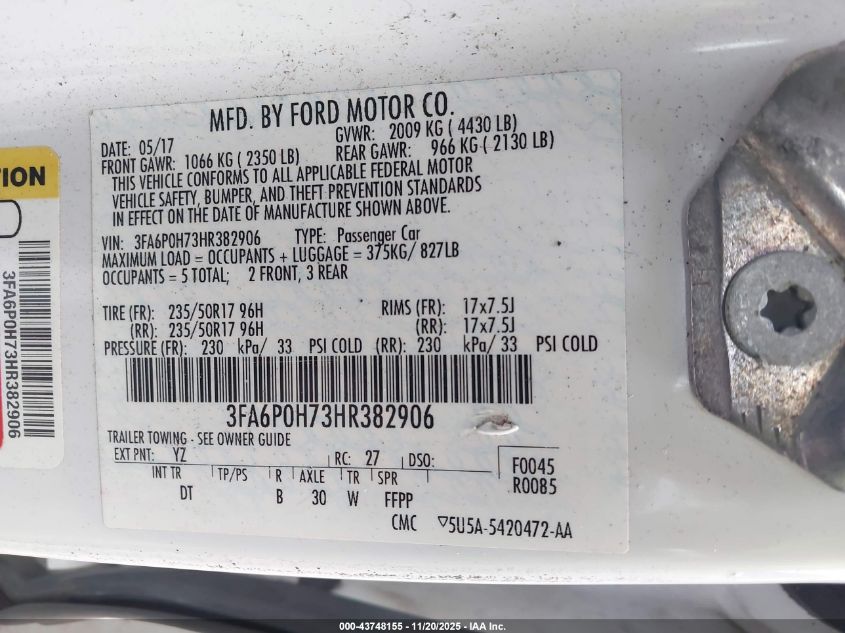 MFD. BY FORD MOTOR CO.
DATE: 05/17 GVWR: 2009 KG ( 4430 LB)
FRONT GAWR: 1066 KG ( 2350 LB) REAR GAWR: 966 KG ( 2130 LB)
THIS VEHICLE CONFORMS TO ALL APPLICABLE FEDERAL MOTOR
VEHICLE SAFETY, BUMPER, AND THEFT PREVENTION STANDARDS
IN EFFECT ON THE DATE OF MANUFACTURE SHOWN ABOVE.
VIN: 3FA6P0H73HR382906 TYPE: Passenger Car
MAXIMUM LOAD = OCCUPANTS + LUGGAGE = 375KG/ 827LB
OCCUPANTS = 5 TOTAL; 2 FRONT, 3 REAR
TIRE (FR): 235/50R17 96H RIMS (FR): 17x7.5J
(RR): 235/50R17 96H (RR): 17x7.5J
PRESSURE (FR): 230 kPa/ 33 PSI COLD (RR): 230 kPa/ 33 PSI COLD
3FA6P0H73HR382906
TRAILER TOWING - SEE OWNER GUIDE
EXT PNT: YZ RC: 27 DSO:
INT TR TP/PS R AXLE TR SPR
DT B 30 W FFPP
F0045
R0085
CMC ▽5U5A-5420472-AA
TION
3FA6P0H73HR382906
000-43748155 - 11/20/2025 - IAA Inc.